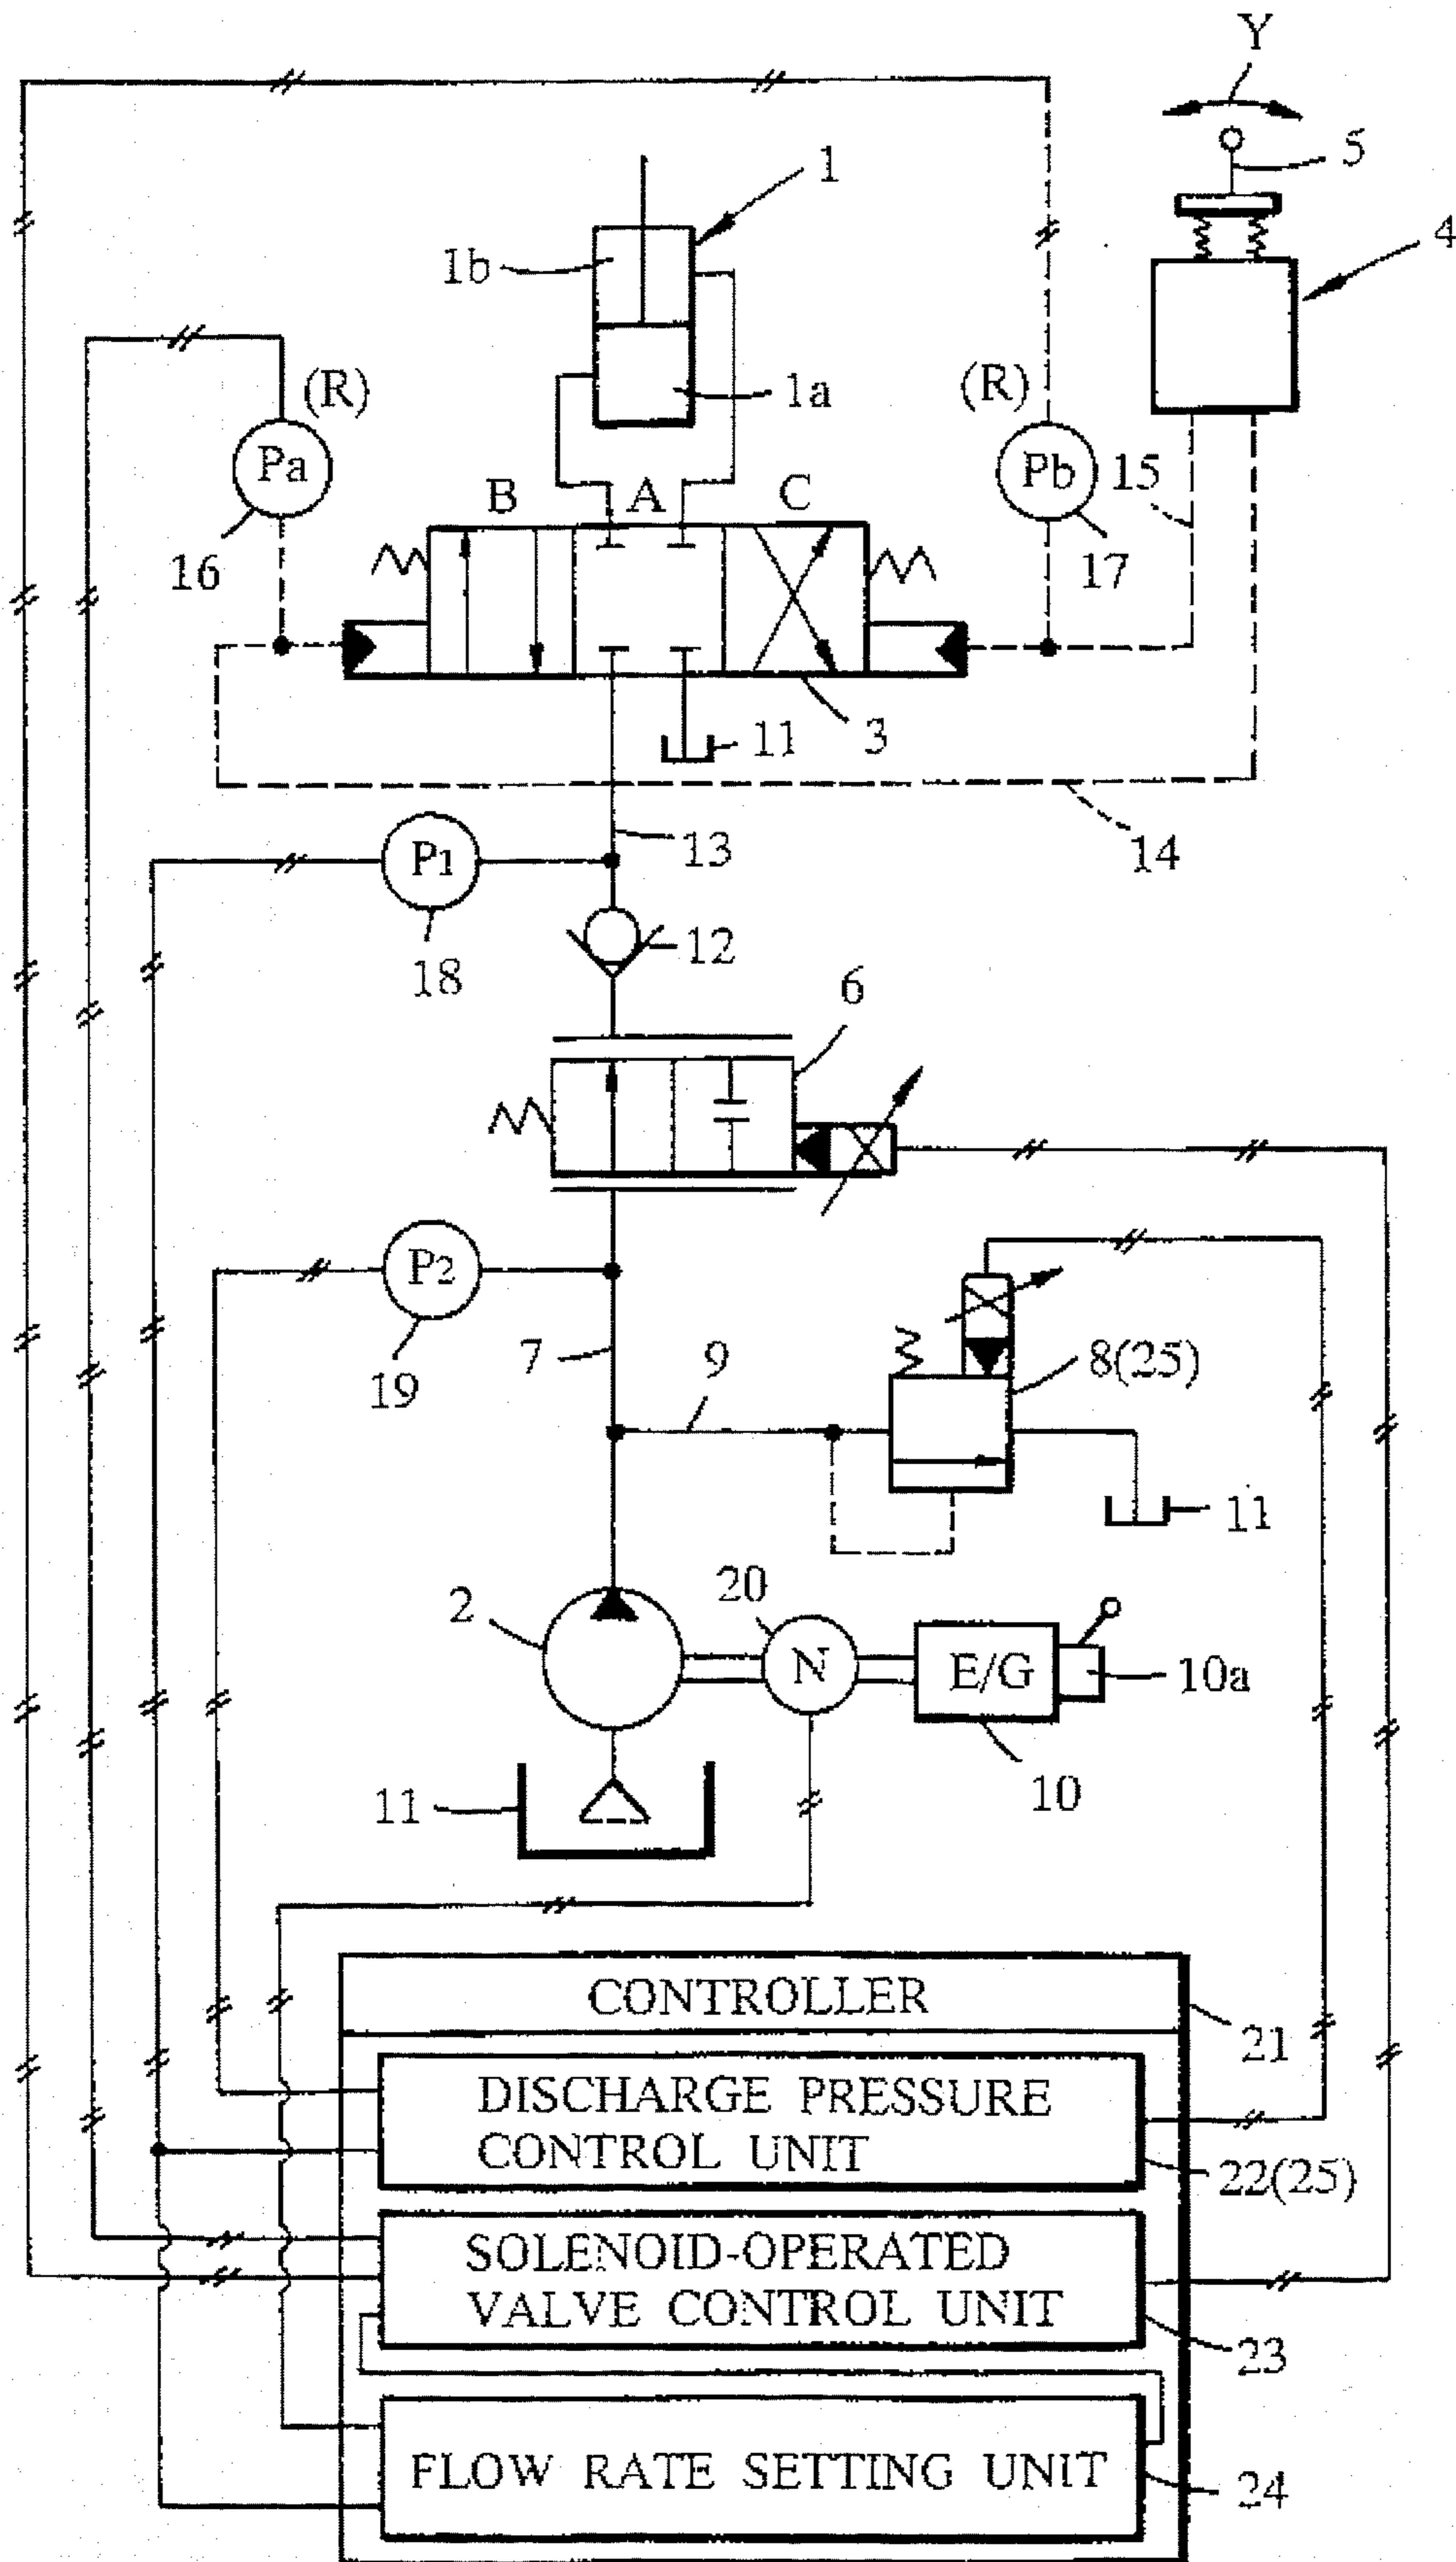 Y
5
1
4
1b
1a
(R)
(R)
Pa
Pb
15
B
A
C
16
17
11
3
13
14
P1
18
12
6
P2
19
7
9
8(25)
11
2
20
N
E/G
10a
10
11
CONTROLLER
21
DISCHARGE PRESSURE
CONTROL UNIT
22(25)
SOLENOID-OPERATED
VALVE CONTROL UNIT
23
FLOW RATE SETTING UNIT
24